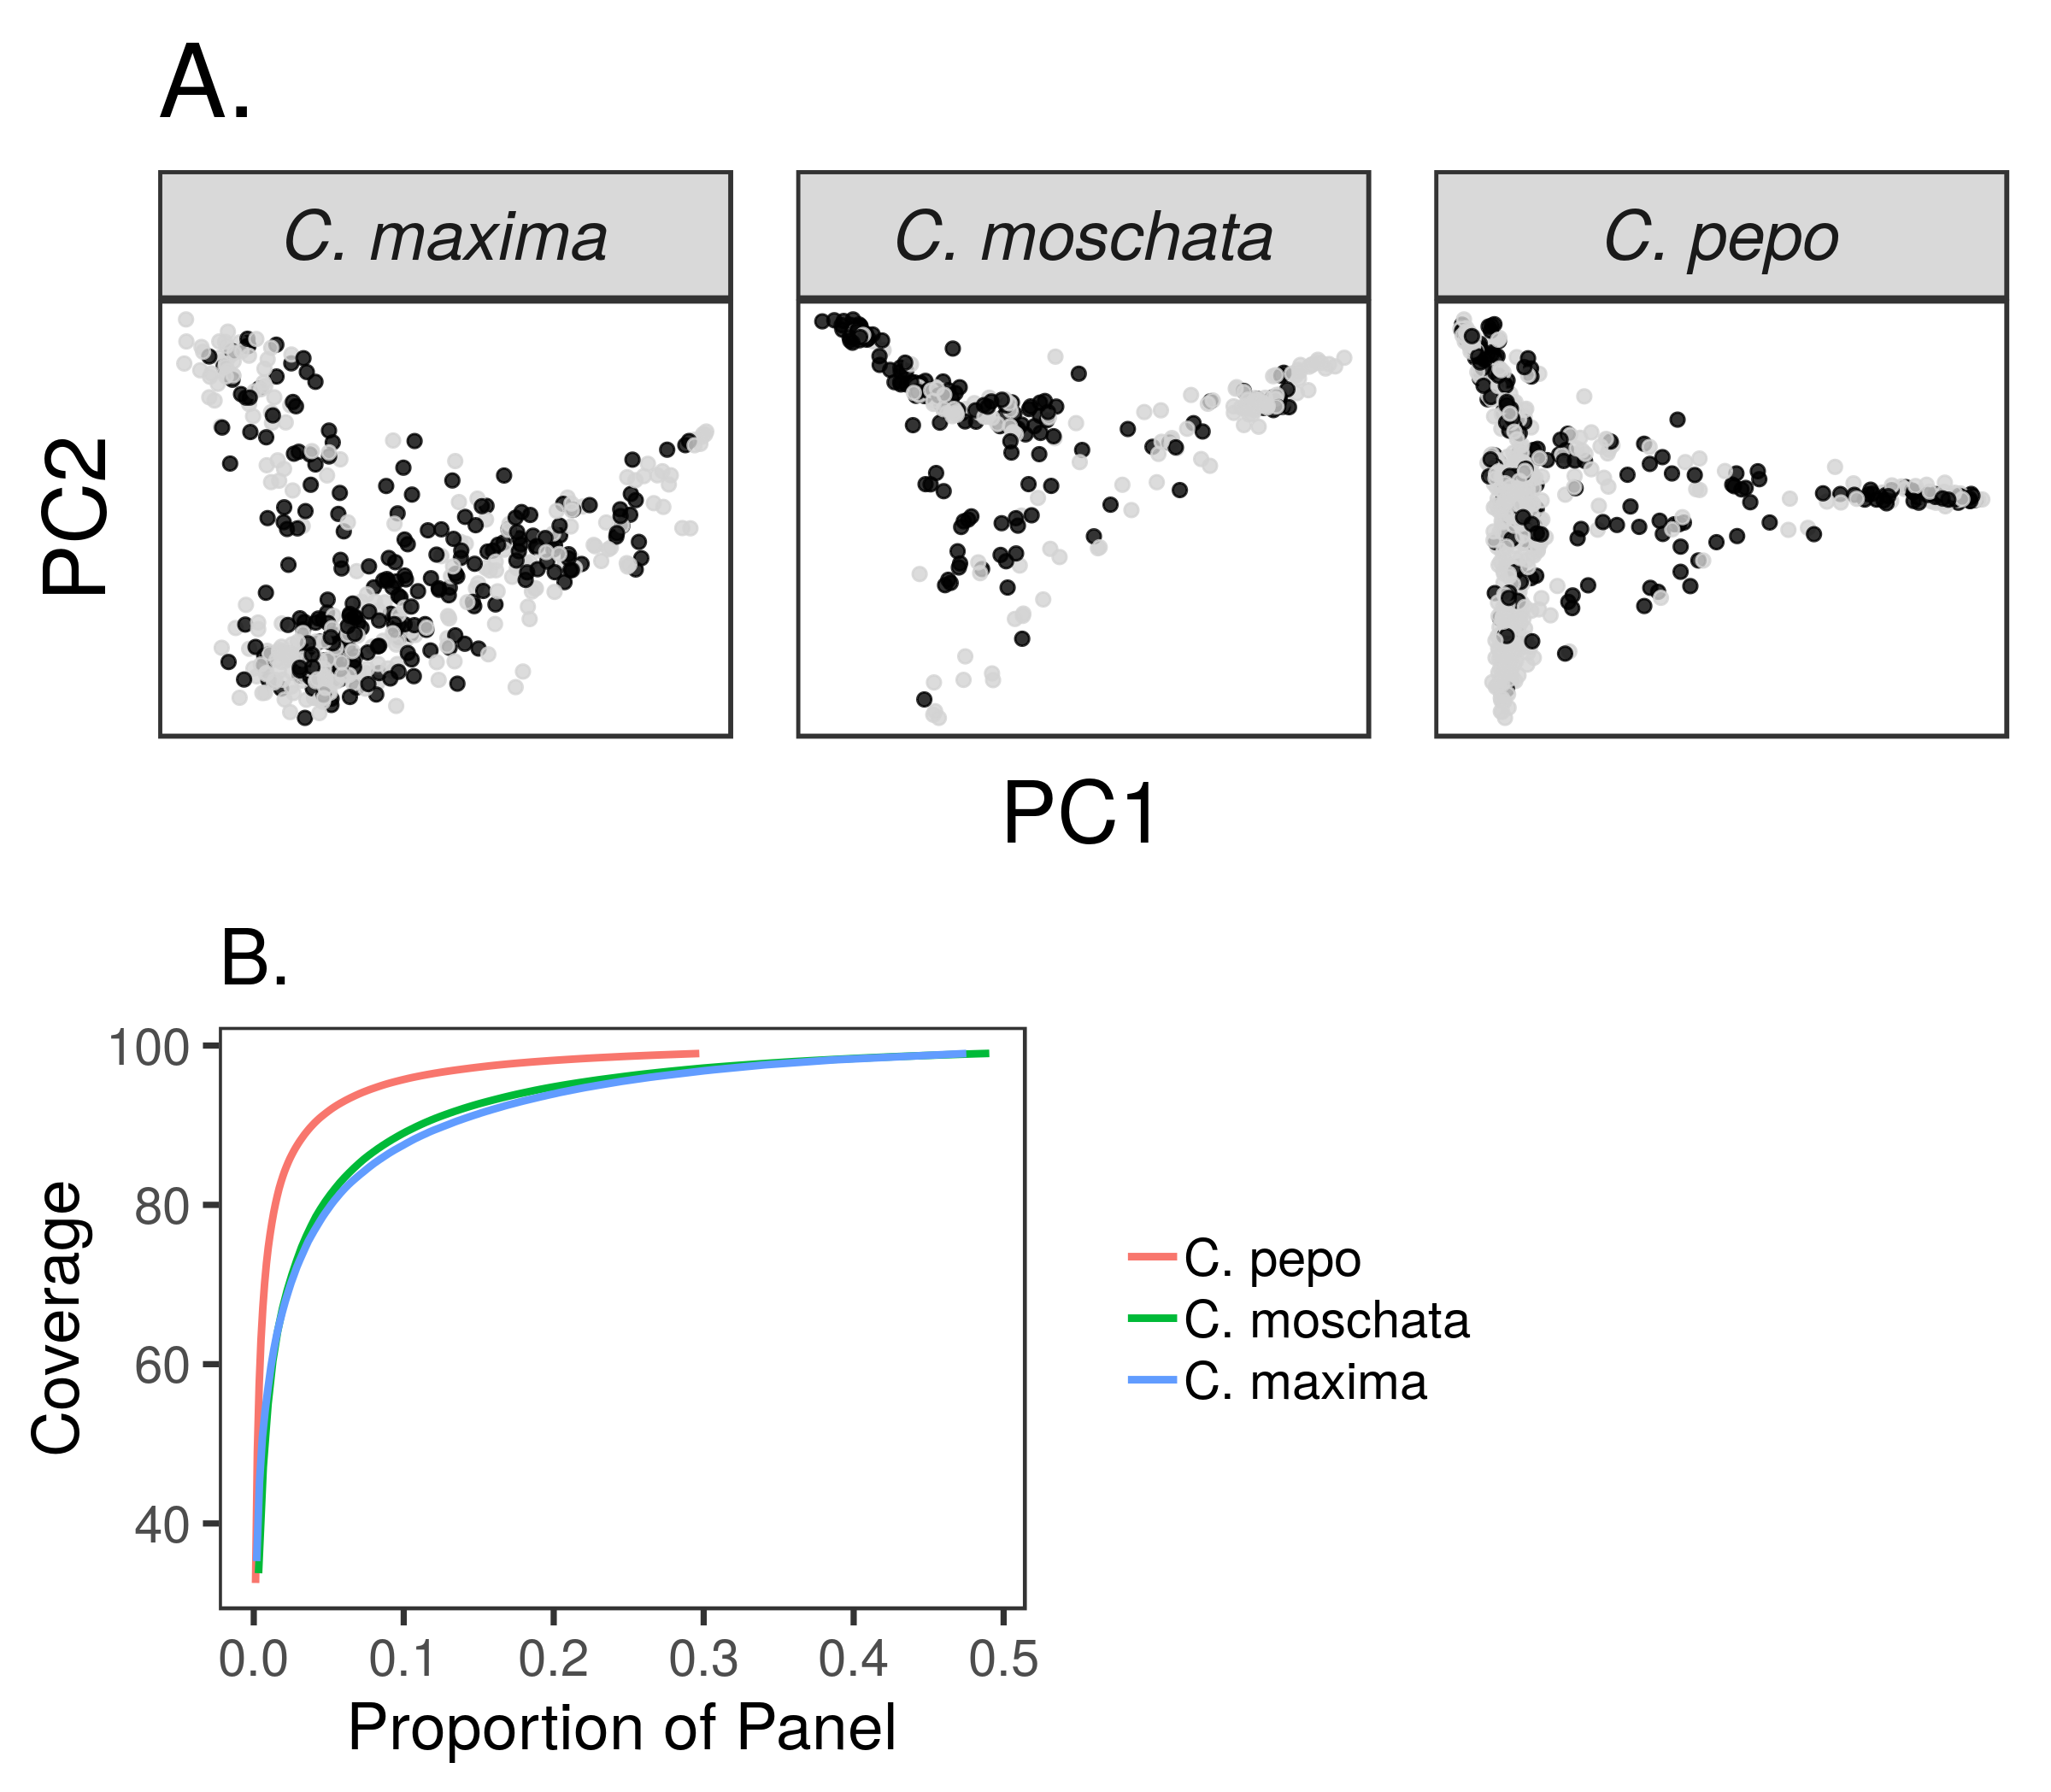 A.
C. maxima
C. moschata
C. pepo
PC2
PC1
B.
100
80
60
40
Coverage
0.0 0.1 0.2 0.3 0.4 0.5
Proportion of Panel
C. pepo
C. moschata
C. maxima